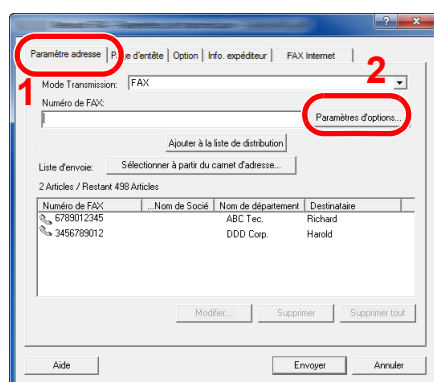 Paramètre adresse P e d'entête Option Info. expéditeur FAX Internet
1
2
Mode Transmission: FAX
Numéro de FAX:
Paramètres d'options...
Ajouter à la liste de distribution
Liste d'envoie: Sélectionner à partir du carnet d'adresse...
2 Articles / Restant 498 Articles
Numéro de FAX ...Nom de Socié Nom de département Destinataire
6789012345 ABC Tec. Richard
3456789012 DDD Corp. Harold
Modifier... Supprimer Supprimer tout
Aide Envoyer Annuler